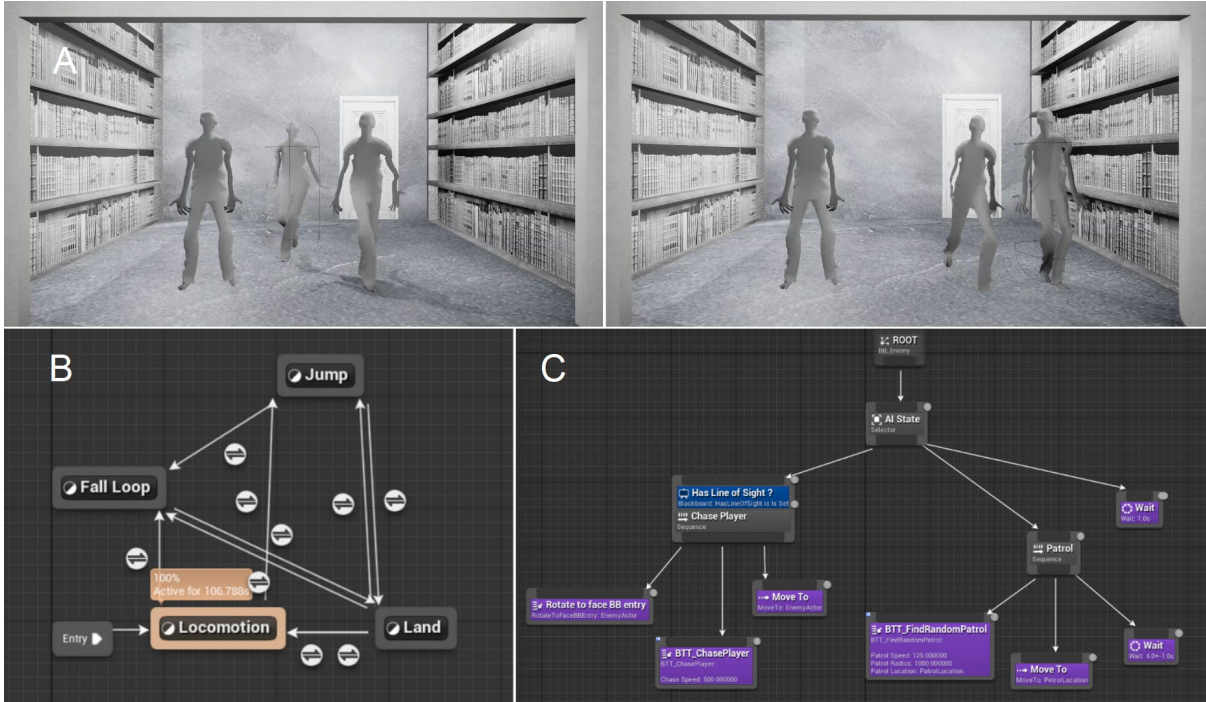 A
B
Jump
Fall Loop
100%
Active for 106.788s
Entry
Locomotion
Land
C
ROOT
BB_Enemy
AI State
Selector
Has Line of Sight ?
Blackboard: HasLineOfSight is Is Set
Chase Player
Sequence
Wait
Wait: 1.0s
Patrol
Sequence
Rotate to face BB entry
RotateToFaceBBEntry: EnemyActor
Move To
MoveTo: EnemyActor
BTT_ChasePlayer
BTT_ChasePlayer
Chase Speed: 500.000000
BTT_FindRandomPatrol
BTT_FindRandomPatrol:
Patrol Speed: 125.000000
Patrol Radius: 1000.000000
Patrol Location: PatrolLocation
Move To
MoveTo: PatrolLocation
Wait
Wait: 4.0+-1.0s